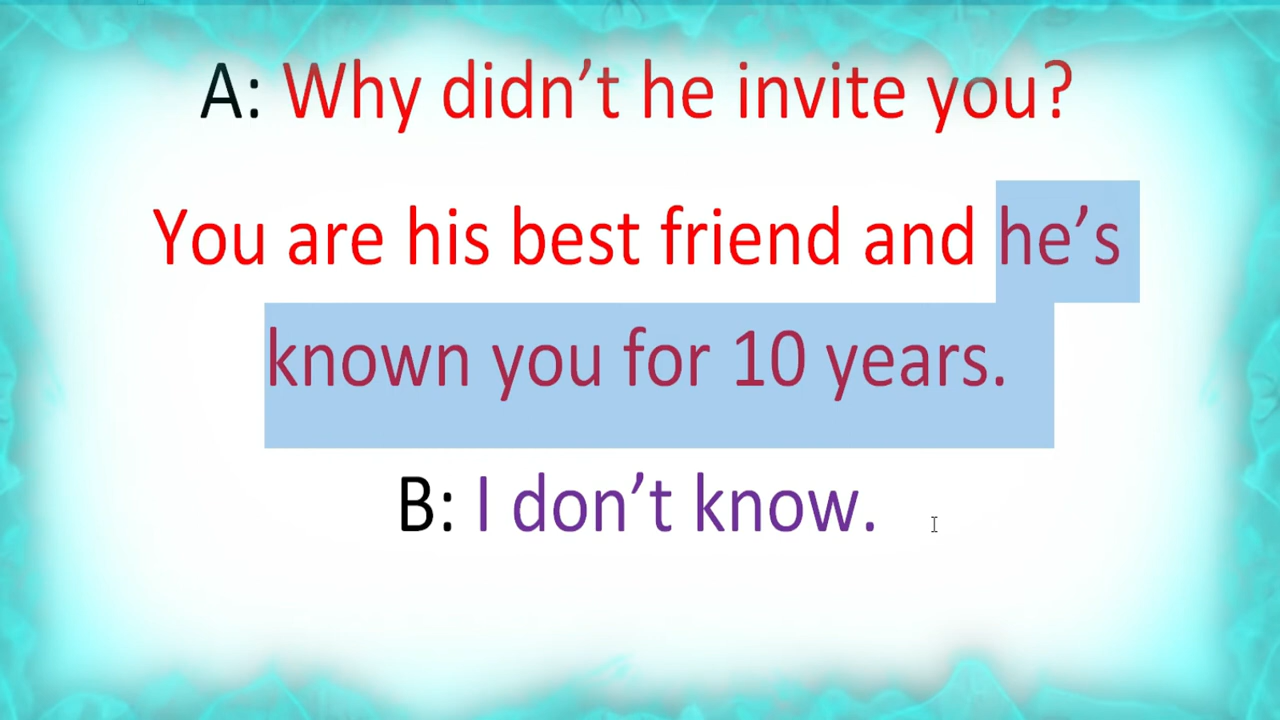 A: Why didn’t he invite you?
You are his best friend and he’s
known you for 10 years.
B: I don’t know.